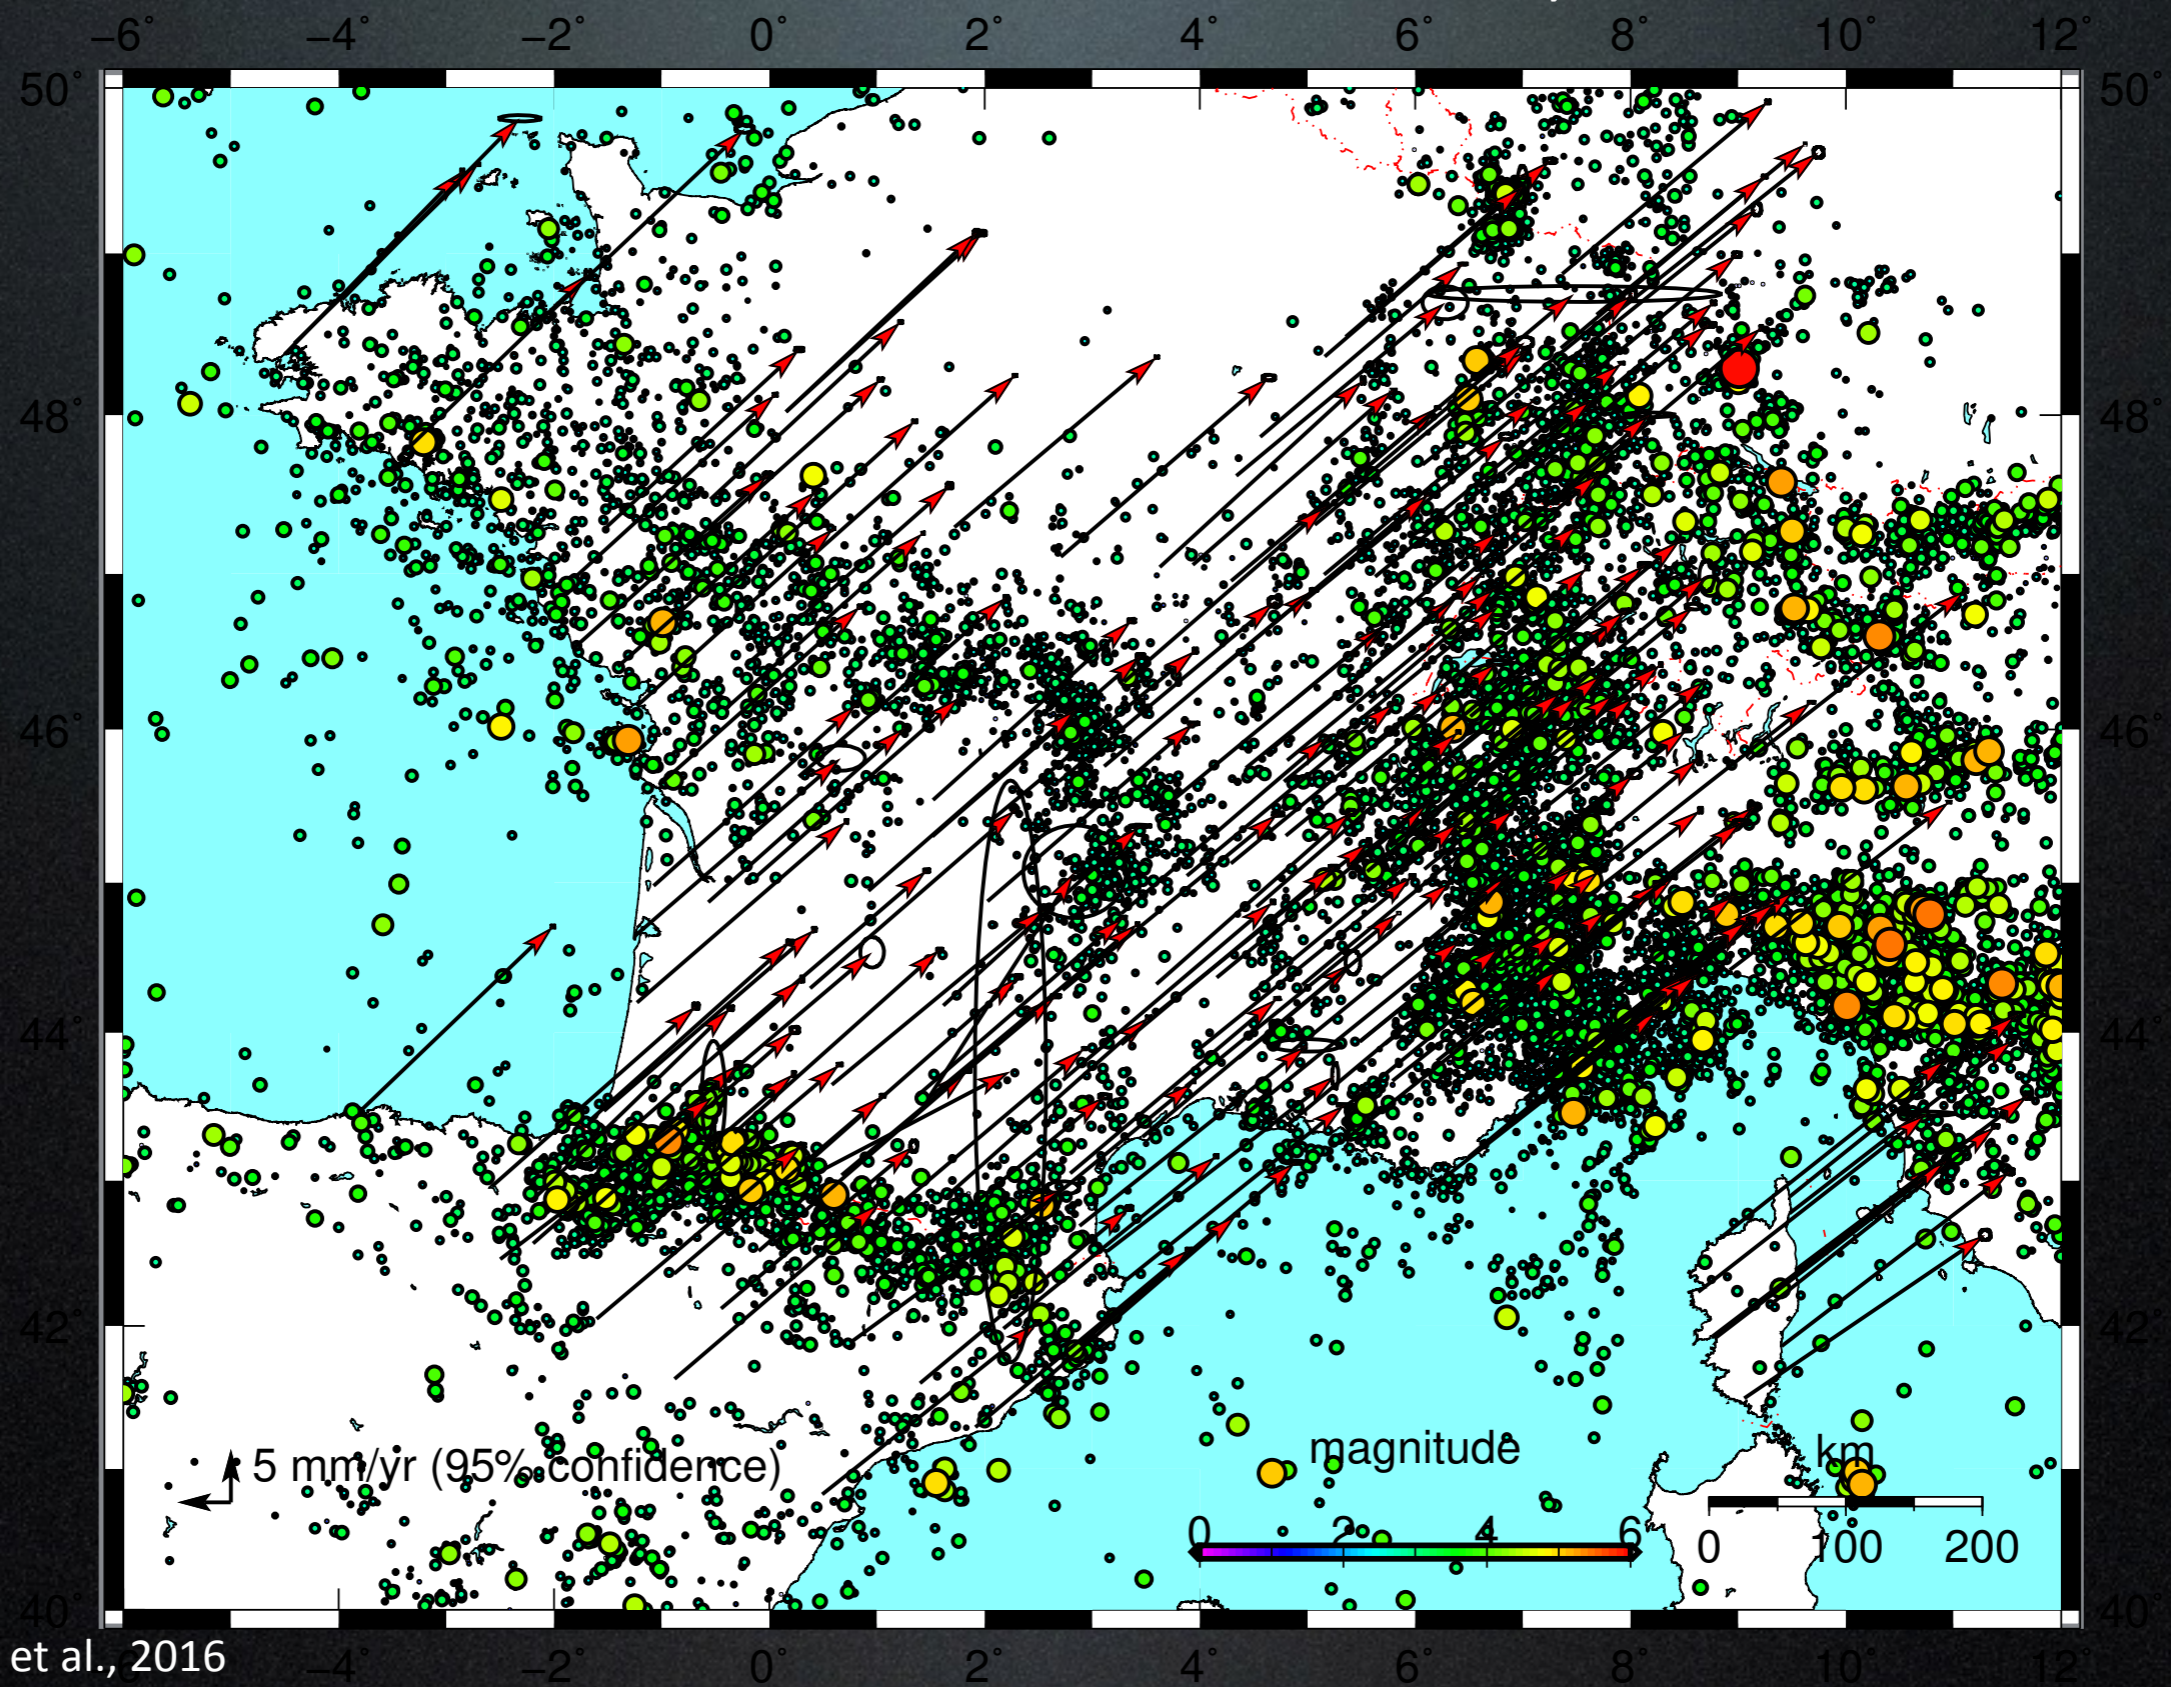 −6° −4° −2° 0° 2° 4° 6° 8° 10° 12°
50° 50°
48° 48°
46° 46°
44° 44°
42° 42°
5 mm/yr (95% confidence)
magnitude
km
0 2 4 6
0 100 200
40° 40°
−4° −2° 0° 2° 4° 6° 8° 10° 12°
et al., 2016